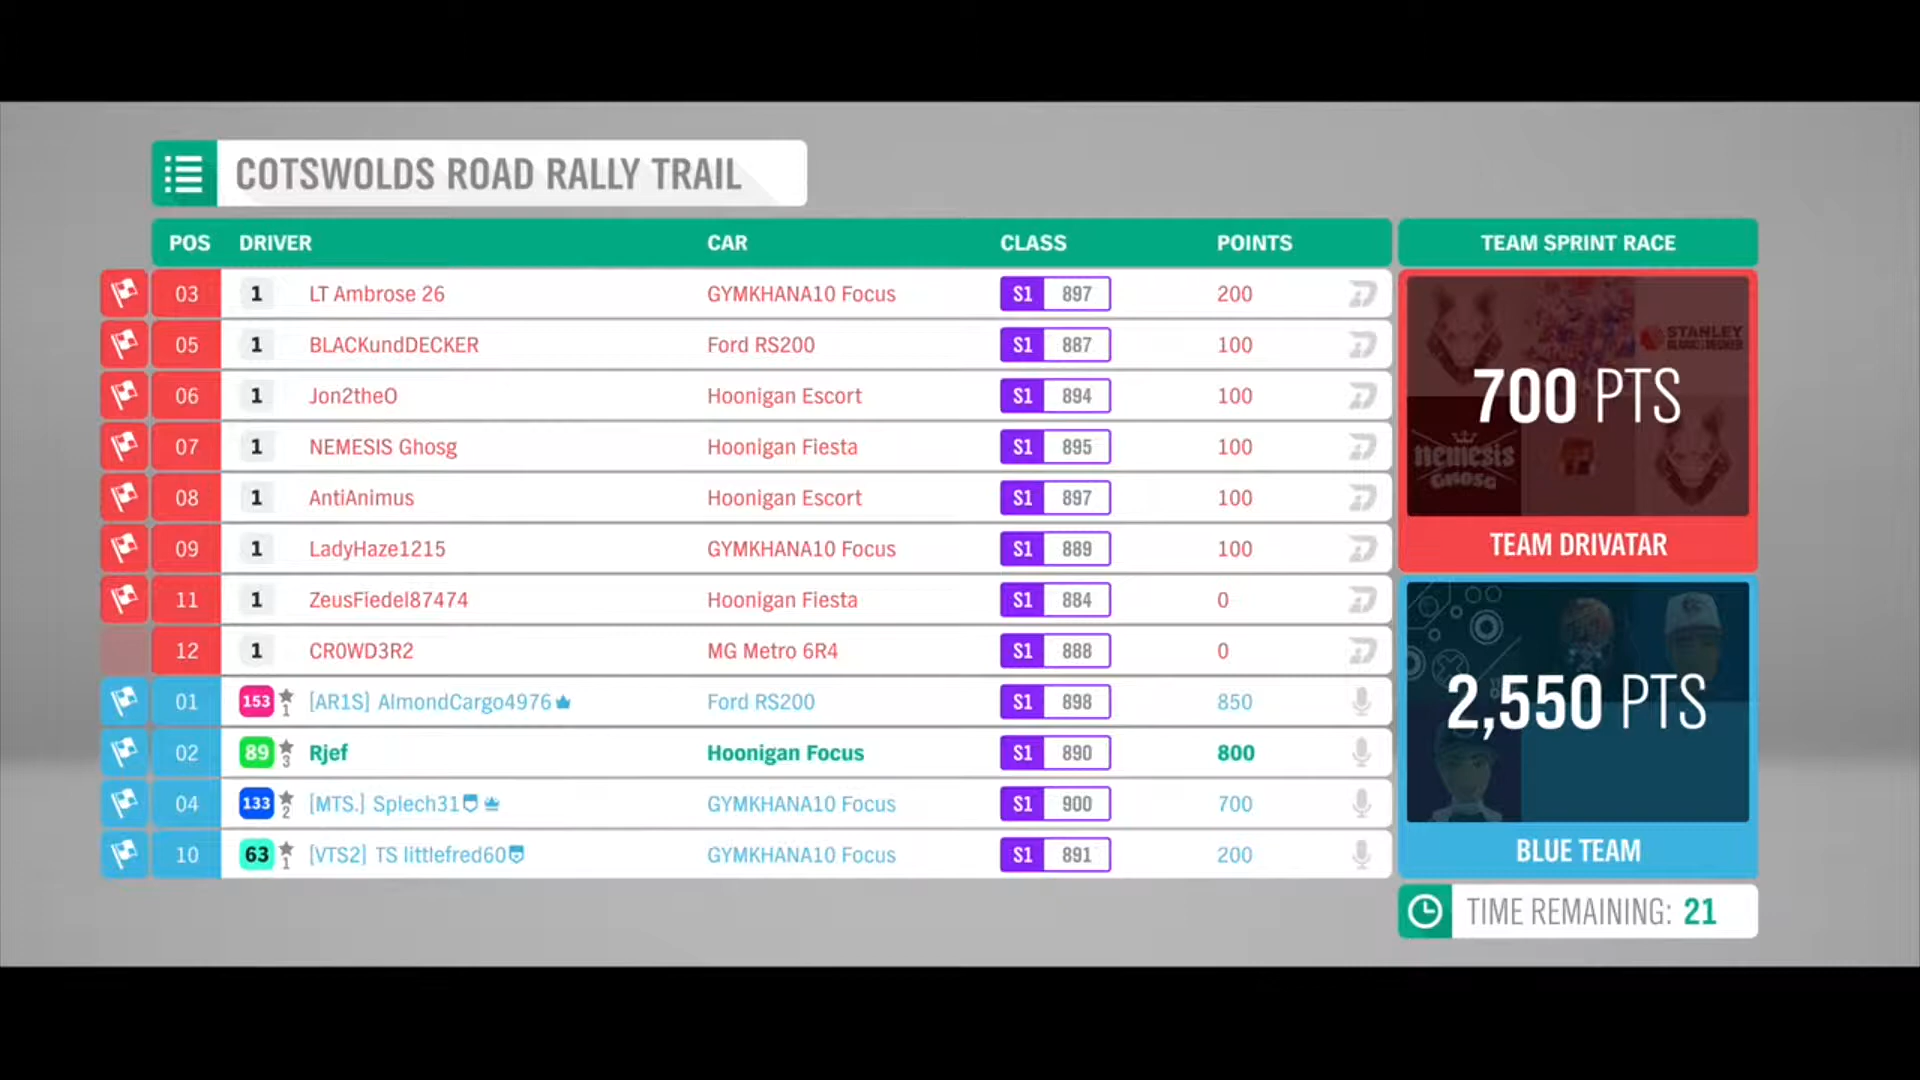 COTSWOLDS ROAD RALLY TRAIL
POS DRIVER CAR CLASS POINTS
03 1 LT Ambrose 26 GYMKHANA10 Focus S1 897 200
05 1 BLACKundDECKER Ford RS200 S1 887 100
06 1 Jon2theO Hoonigan Escort S1 894 100
07 1 NEMESIS Ghosg Hoonigan Fiesta S1 895 100
08 1 AntiAnimus Hoonigan Escort S1 897 100
09 1 LadyHaze1215 GYMKHANA10 Focus S1 889 100
11 1 ZeusFiedel87474 Hoonigan Fiesta S1 884 0
12 1 CR0WD3R2 MG Metro 6R4 S1 888 0
01 153 1 [AR1S] AlmondCargo4976 Ford RS200 S1 898 850
02 89 3 Rjef Hoonigan Focus S1 890 800
04 133 2 [MTS.] Splech31 GYMKHANA10 Focus S1 900 700
10 63 1 [VTS2] TS littlefred60 GYMKHANA10 Focus S1 891 200
TEAM SPRINT RACE
STANLEY
700 PTS
nemesis
GHOSG
TEAM DRIVATAR
2,550 PTS
BLUE TEAM
TIME REMAINING: 21